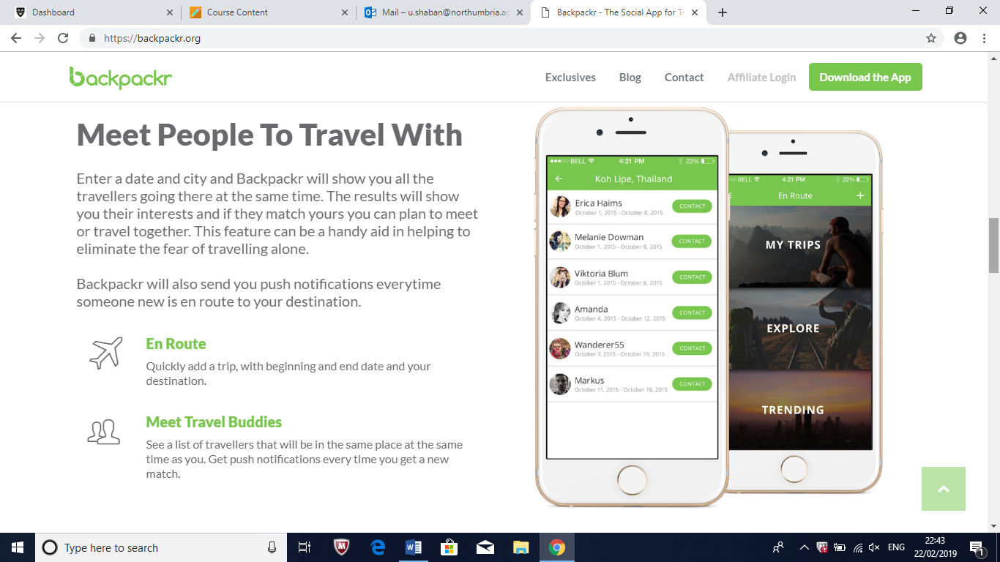 Dashboard
Course Content
Mail – u.shaban@northumbria.ac
Backpackr - The Social App for Tr
https://backpackr.org
backpackr
Exclusives
Blog
Contact
Affiliate Login
Download the App
Meet People To Travel With
Enter a date and city and Backpackr will show you all the
travellers going there at the same time. The results will show
you their interests and if they match yours you can plan to meet
or travel together. This feature can be a handy aid in helping to
eliminate the fear of travelling alone.
Backpackr will also send you push notifications everytime
someone new is en route to your destination.
En Route
Quickly add a trip, with beginning and end date and your
destination.
Meet Travel Buddies
See a list of travellers that will be in the same place at the same
time as you. Get push notifications every time you get a new
match.
BELL 4:21 PM 22%
Koh Lipe, Thailand
Erica Haims
October 1, 2015 - October 8, 2015
CONTACT
Melanie Dowman
October 1, 2015 - October 8, 2015
CONTACT
Viktoria Blum
October 1, 2015 - October 8, 2015
CONTACT
Amanda
October 4, 2015 - October 12, 2015
CONTACT
Wanderer55
October 7, 2015 - October 19, 2015
CONTACT
Markus
October 11, 2015 - October 19, 2015
CONTACT
BELL 4:21 PM 22%
En Route
MY TRIPS
EXPLORE
TRENDING
Type here to search
ENG
22:43
22/02/2019
1